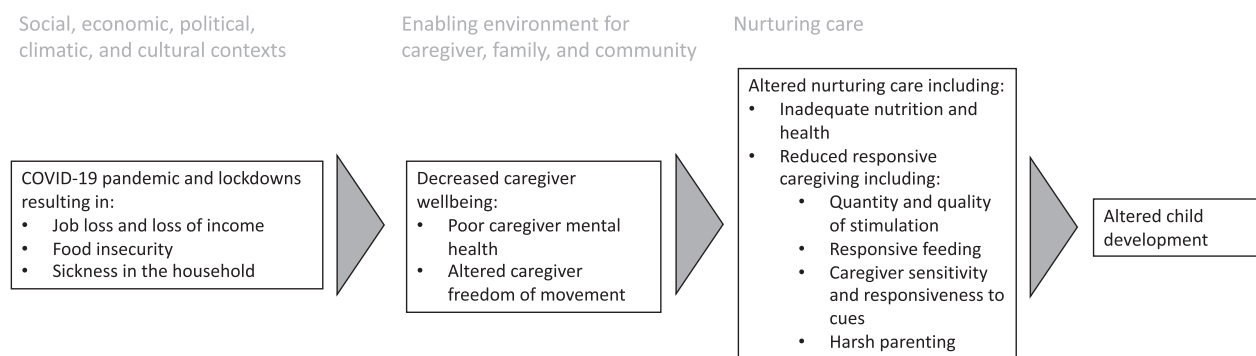 Social, economic, political,
climatic, and cultural contexts
Enabling environment for
caregiver, family, and community
Nurturing care
COVID-19 pandemic and lockdowns
resulting in:
• Job loss and loss of income
• Food insecurity
• Sickness in the household
Decreased caregiver
wellbeing:
• Poor caregiver mental
health
• Altered caregiver
freedom of movement
Altered nurturing care including:
• Inadequate nutrition and
health
• Reduced responsive
caregiving including:
• Quantity and quality
of stimulation
• Responsive feeding
• Caregiver sensitivity
and responsiveness to
cues
• Harsh parenting
Altered child
development